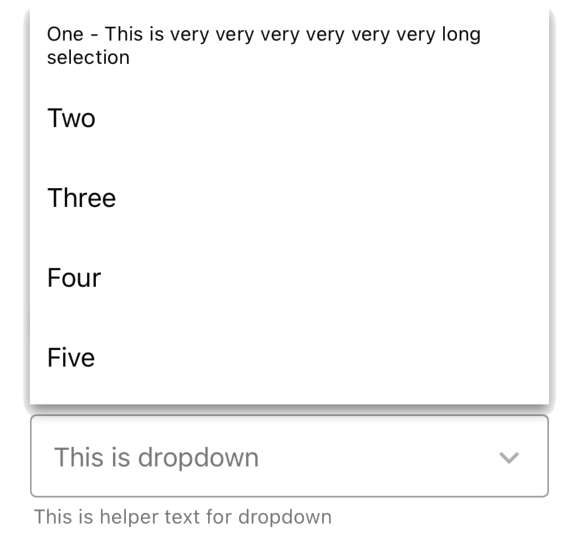 One - This is very very very very very very long
selection
Two
Three
Four
Five
This is dropdown
This is helper text for dropdown